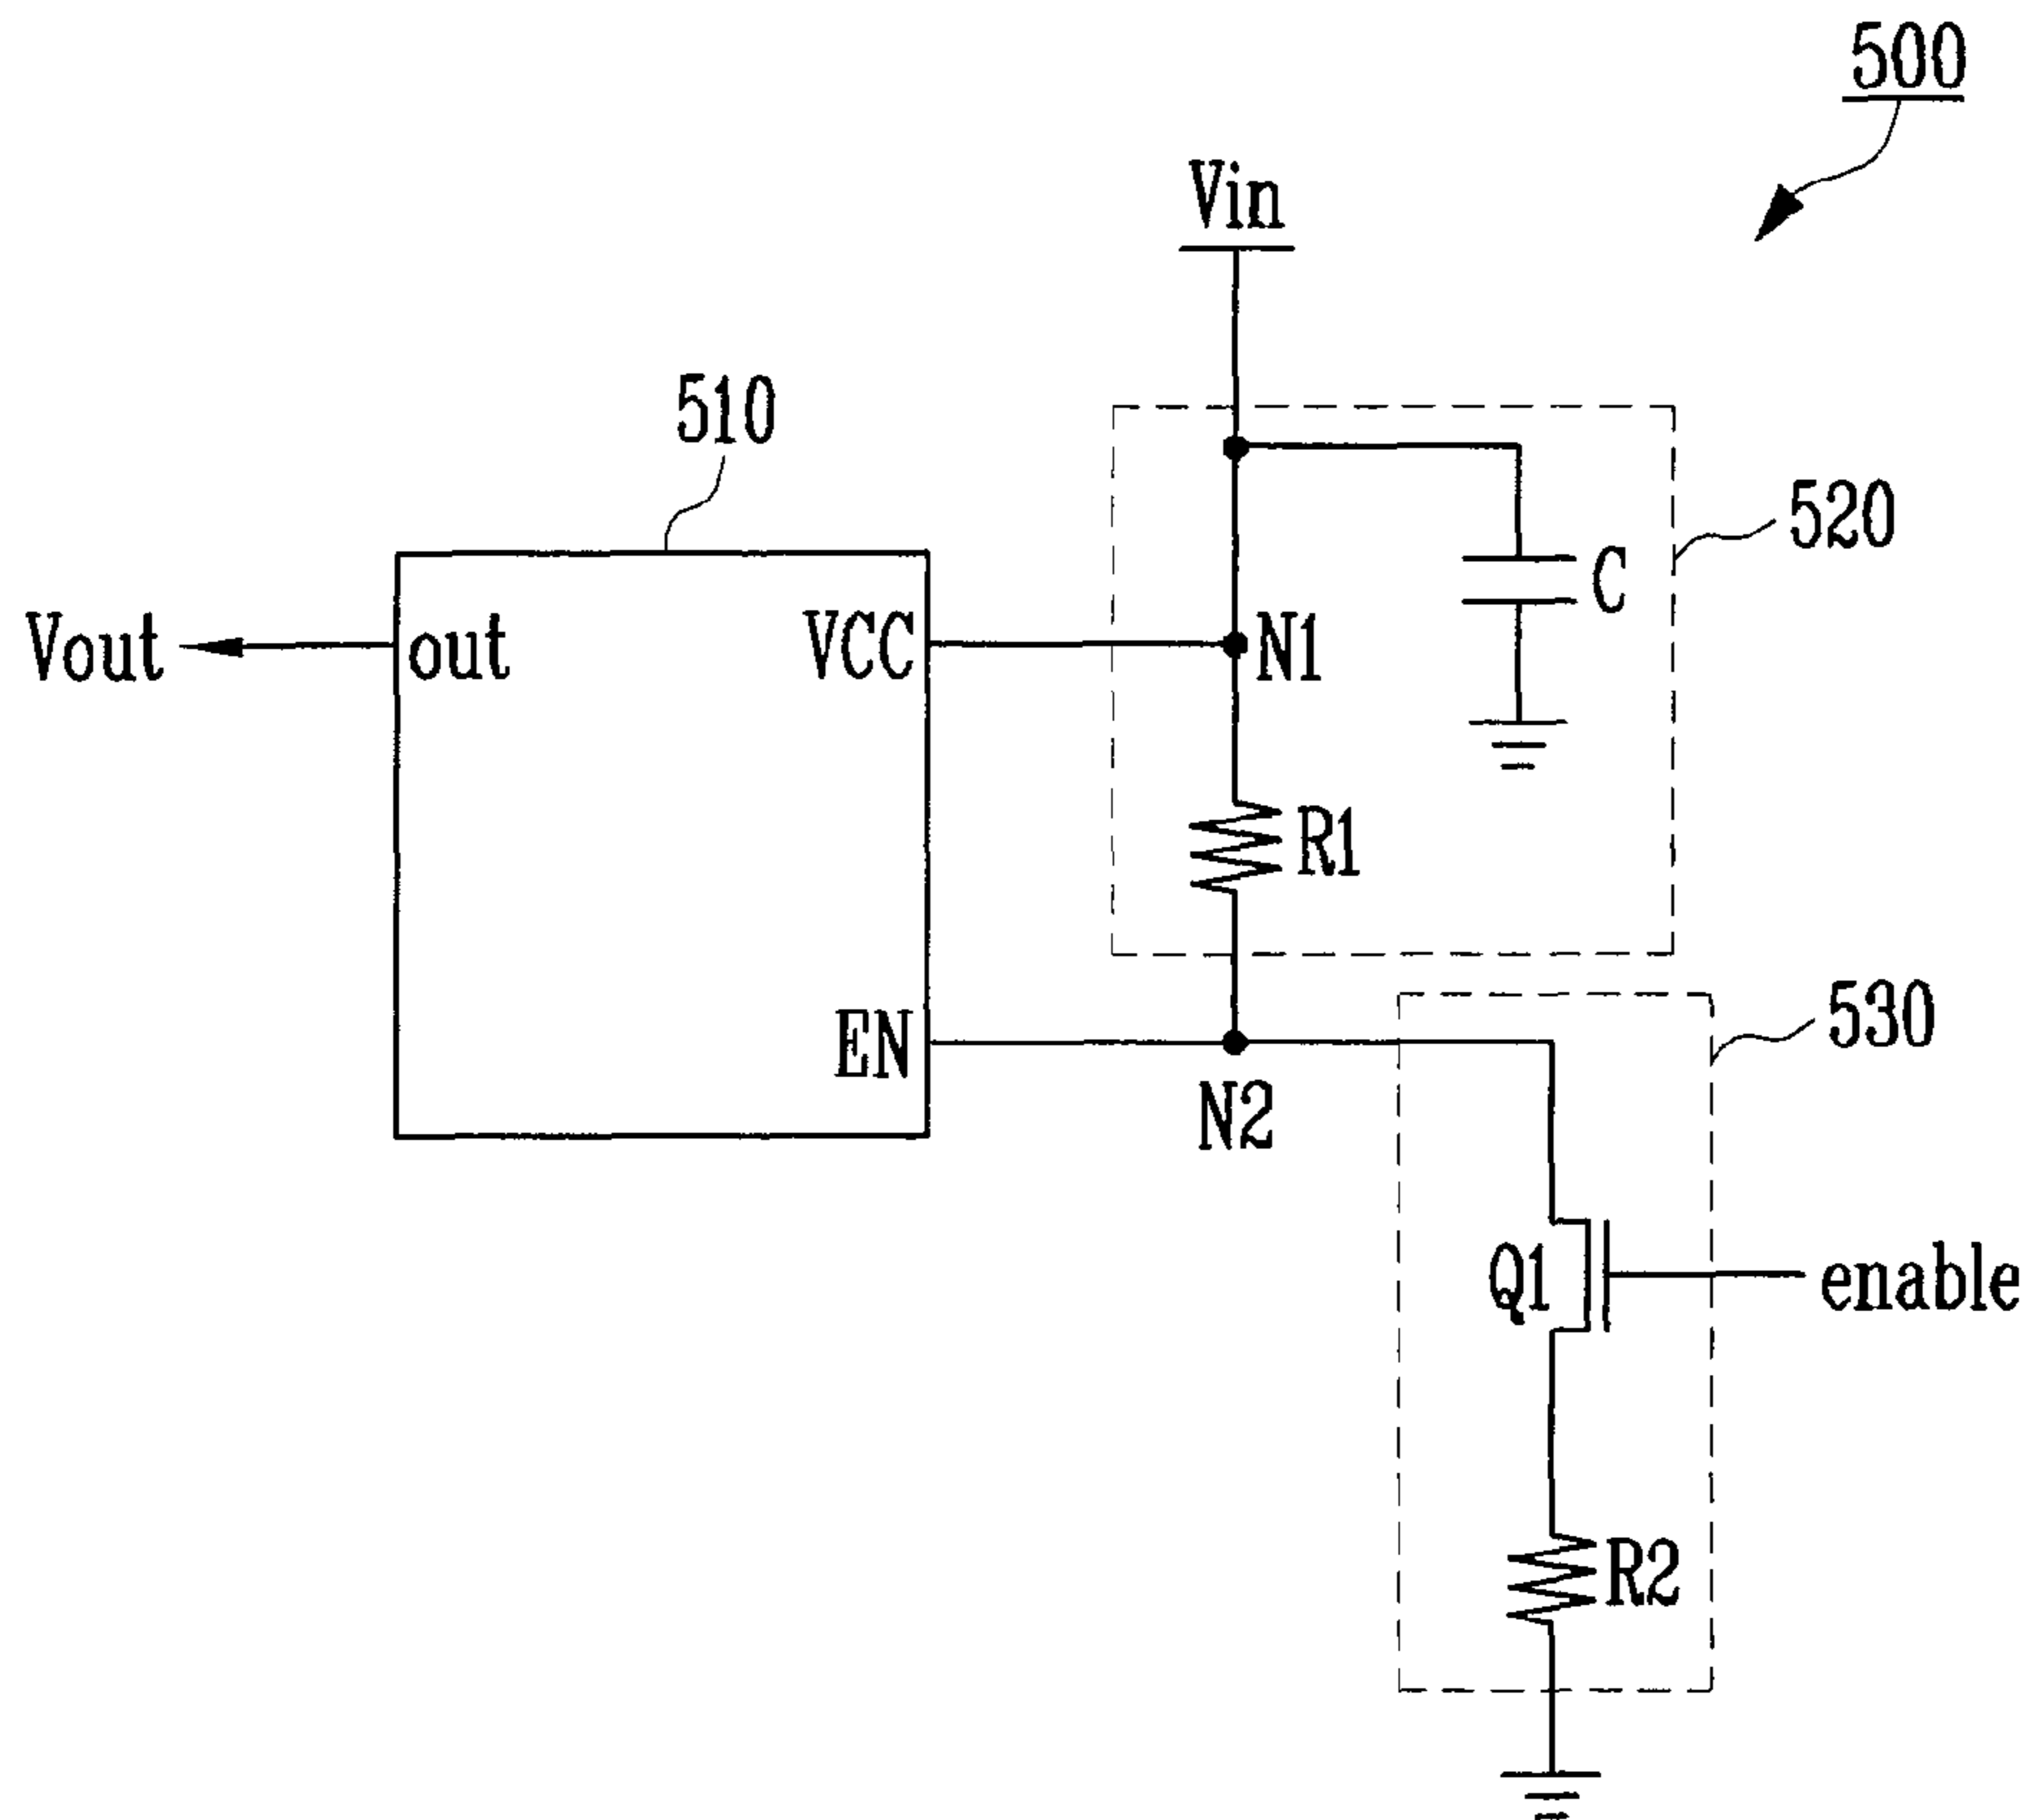 500
Vin
510
520
C
Vout
out
VCC
N1
R1
530
EN
N2
Q1
enable
R2